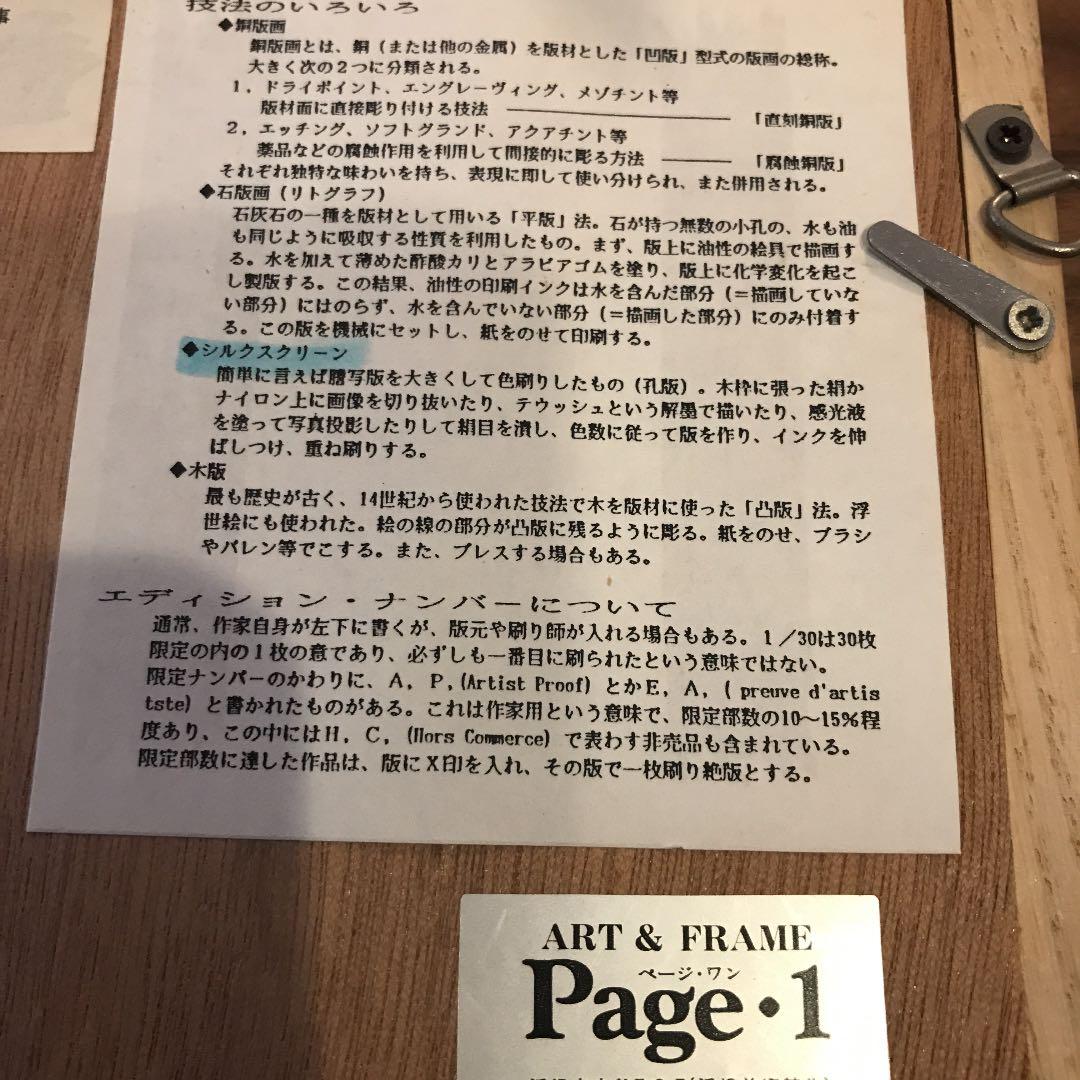 事
技法のいろいろ
◆銅版画
銅版画とは、銅（または他の金属）を版材とした「凹版」型式の版画の総称。
大きく次の２つに分類される。
１，ドライポイント、エングレーヴィング、メゾチント等
版材面に直接彫り付ける技法 ――――――― 「直刻銅版」
２，エッチング、ソフトグランド、アクアチント等
薬品などの腐蝕作用を利用して間接的に彫る方法 ――― 「腐蝕銅版」
それぞれ独特な味わいを持ち、表現に即して使い分けられ、また併用される。
◆石版画（リトグラフ）
石灰石の一種を版材として用いる「平版」法。石が持つ無数の小孔の、水も油
も同じように吸収する性質を利用したもの。まず、版上に油性の絵具で描画す
る。水を加えて薄めた酢酸カリとアラビアゴムを塗り、版上に化学変化を起こ
し製版する。この結果、油性の印刷インクは水を含んだ部分（＝描画していな
い部分）にはのらず、水を含んでいない部分（＝描画した部分）にのみ付着す
る。この版を機械にセットし、紙をのせて印刷する。
◆シルクスクリーン
簡単に言えば謄写版を大きくして色刷りしたもの（孔版）。木枠に張った絹か
ナイロン上に画像を切り抜いたり、テウッシュという解墨で描いたり、感光液
を塗って写真投影したりして絹目を潰し、色数に従って版を作り、インクを伸
ばしつけ、重ね刷りする。
◆木版
最も歴史が古く、14世紀から使われた技法で木を版材に使った「凸版」法。浮
世絵にも使われた。絵の線の部分が凸版に残るように彫る。紙をのせ、ブラシ
やバレン等でこする。また、プレスする場合もある。
エディション・ナンバーについて
通常、作家自身が左下に書くが、版元や刷り師が入れる場合もある。１／30は30枚
限定の内の１枚の意であり、必ずしも一番目に刷られたという意味ではない。
限定ナンバーのかわりに、Ａ，Ｐ，(Artist Proof) とかＥ，Ａ，( preuve d'artis
tste) と書かれたものがある。これは作家用という意味で、限定部数の10～15％程
度あり、この中にはＨ，Ｃ，(Hors Commerce) で表わす非売品も含まれている。
限定部数に達した作品は、版にＸ印を入れ、その版で一枚刷り絶版とする。
ART & FRAME
ページ・ワン
Page・1